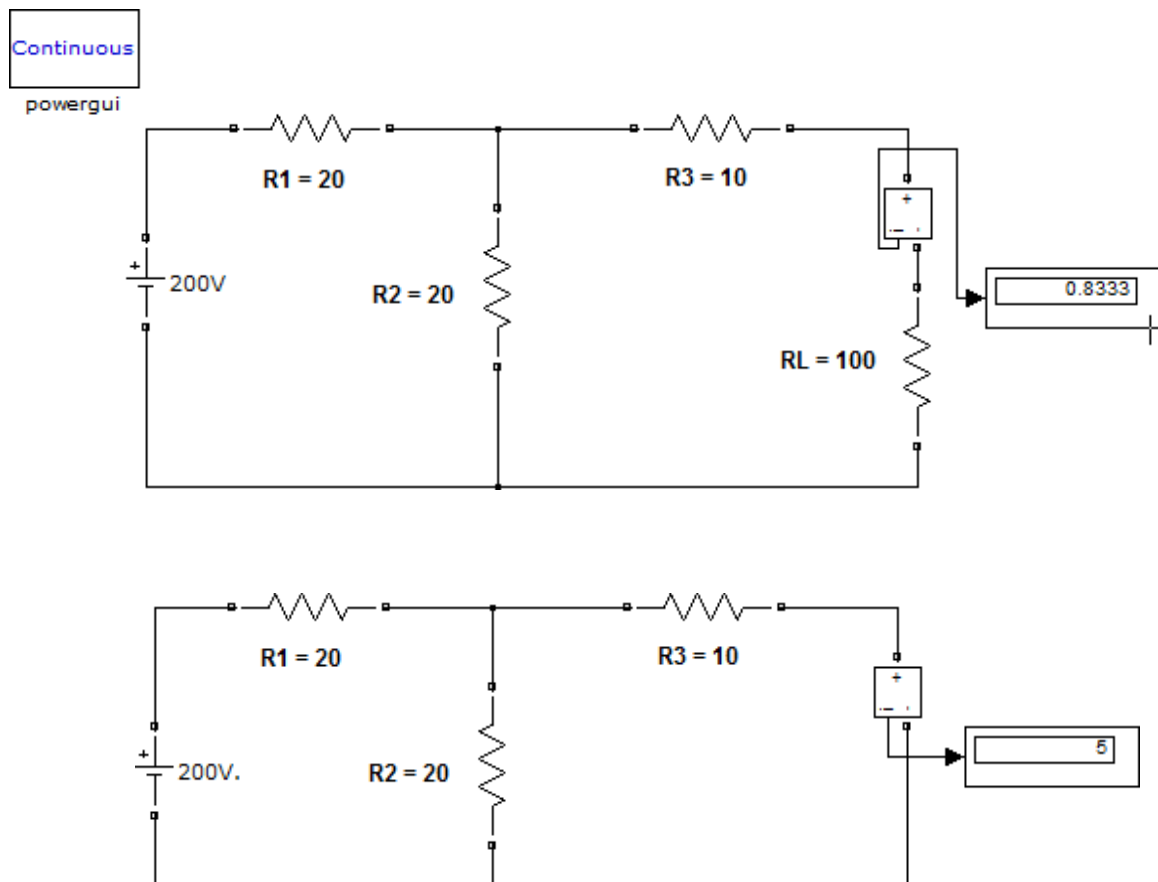 Continuous
powergui
R1 = 20
R3 = 10
+
+
200V
R2 = 20
0.8333
RL = 100
R1 = 20
R3 = 10
+
+
200V.
R2 = 20
5